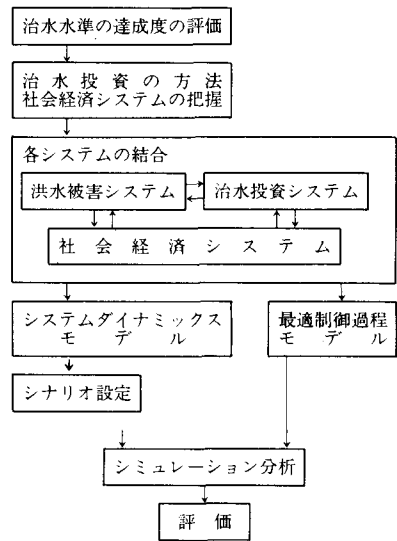 治水水準の達成度の評価
治水投資の方法
社会経済システムの把握
各システムの結合
洪水被害システム
治水投資システム
社会経済システム
システムダイナミックス
モデル
最適制御過程
モデル
シナリオ設定
シミュレーション分析
評価